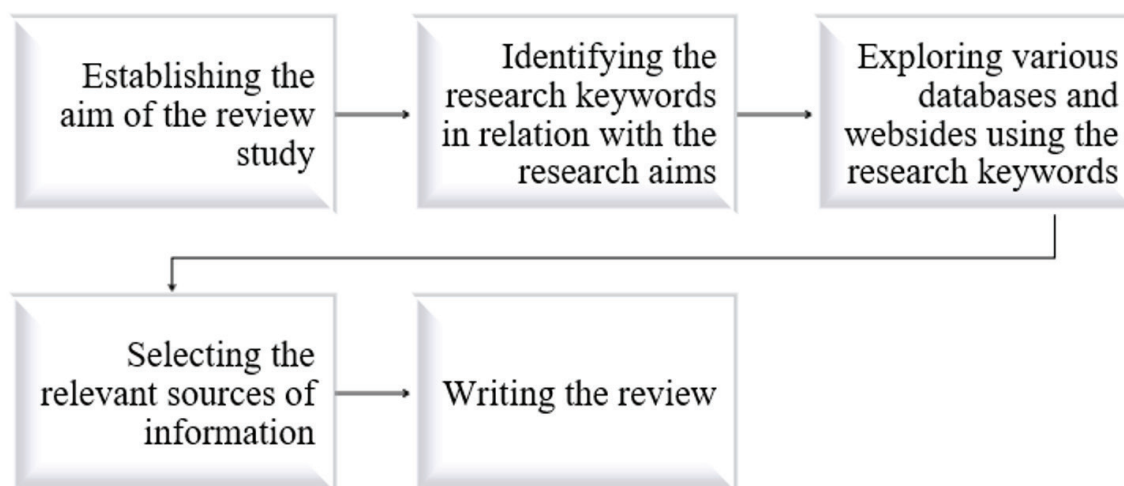 Establishing the
aim of the review
study
Identifying the
research keywords
in relation with the
research aims
Exploring various
databases and
websides using the
research keywords
Selecting the
relevant sources of
information
Writing the review